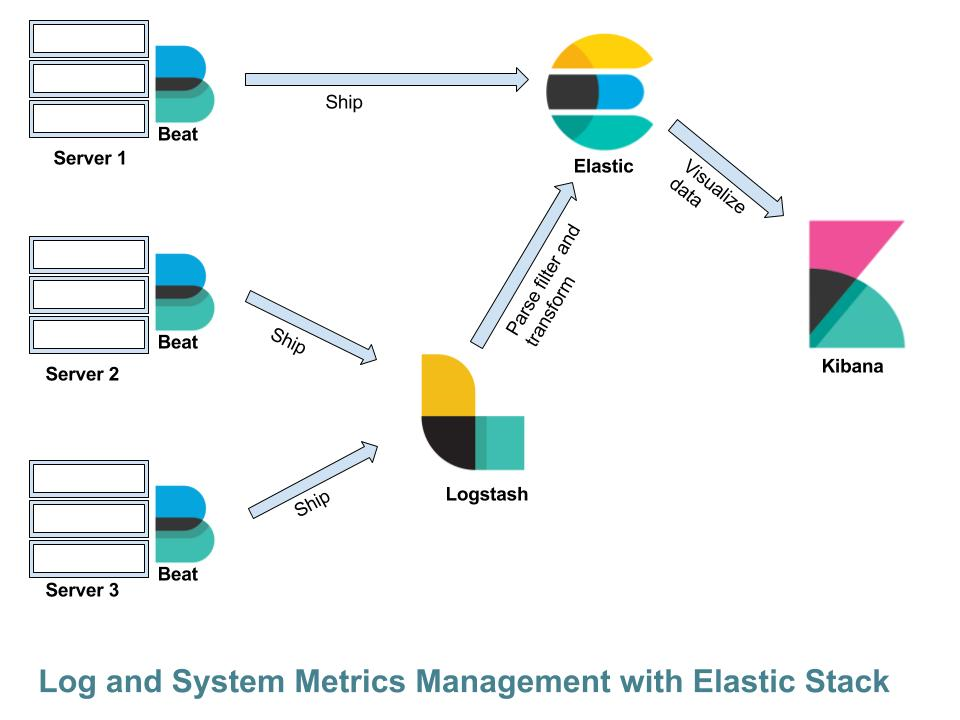 Beat
Server 1
Ship
Elastic
Visualize
data
Parse filter and
transform
Beat
Server 2
Ship
Kibana
Logstash
Ship
Beat
Server 3
Log and System Metrics Management with Elastic Stack